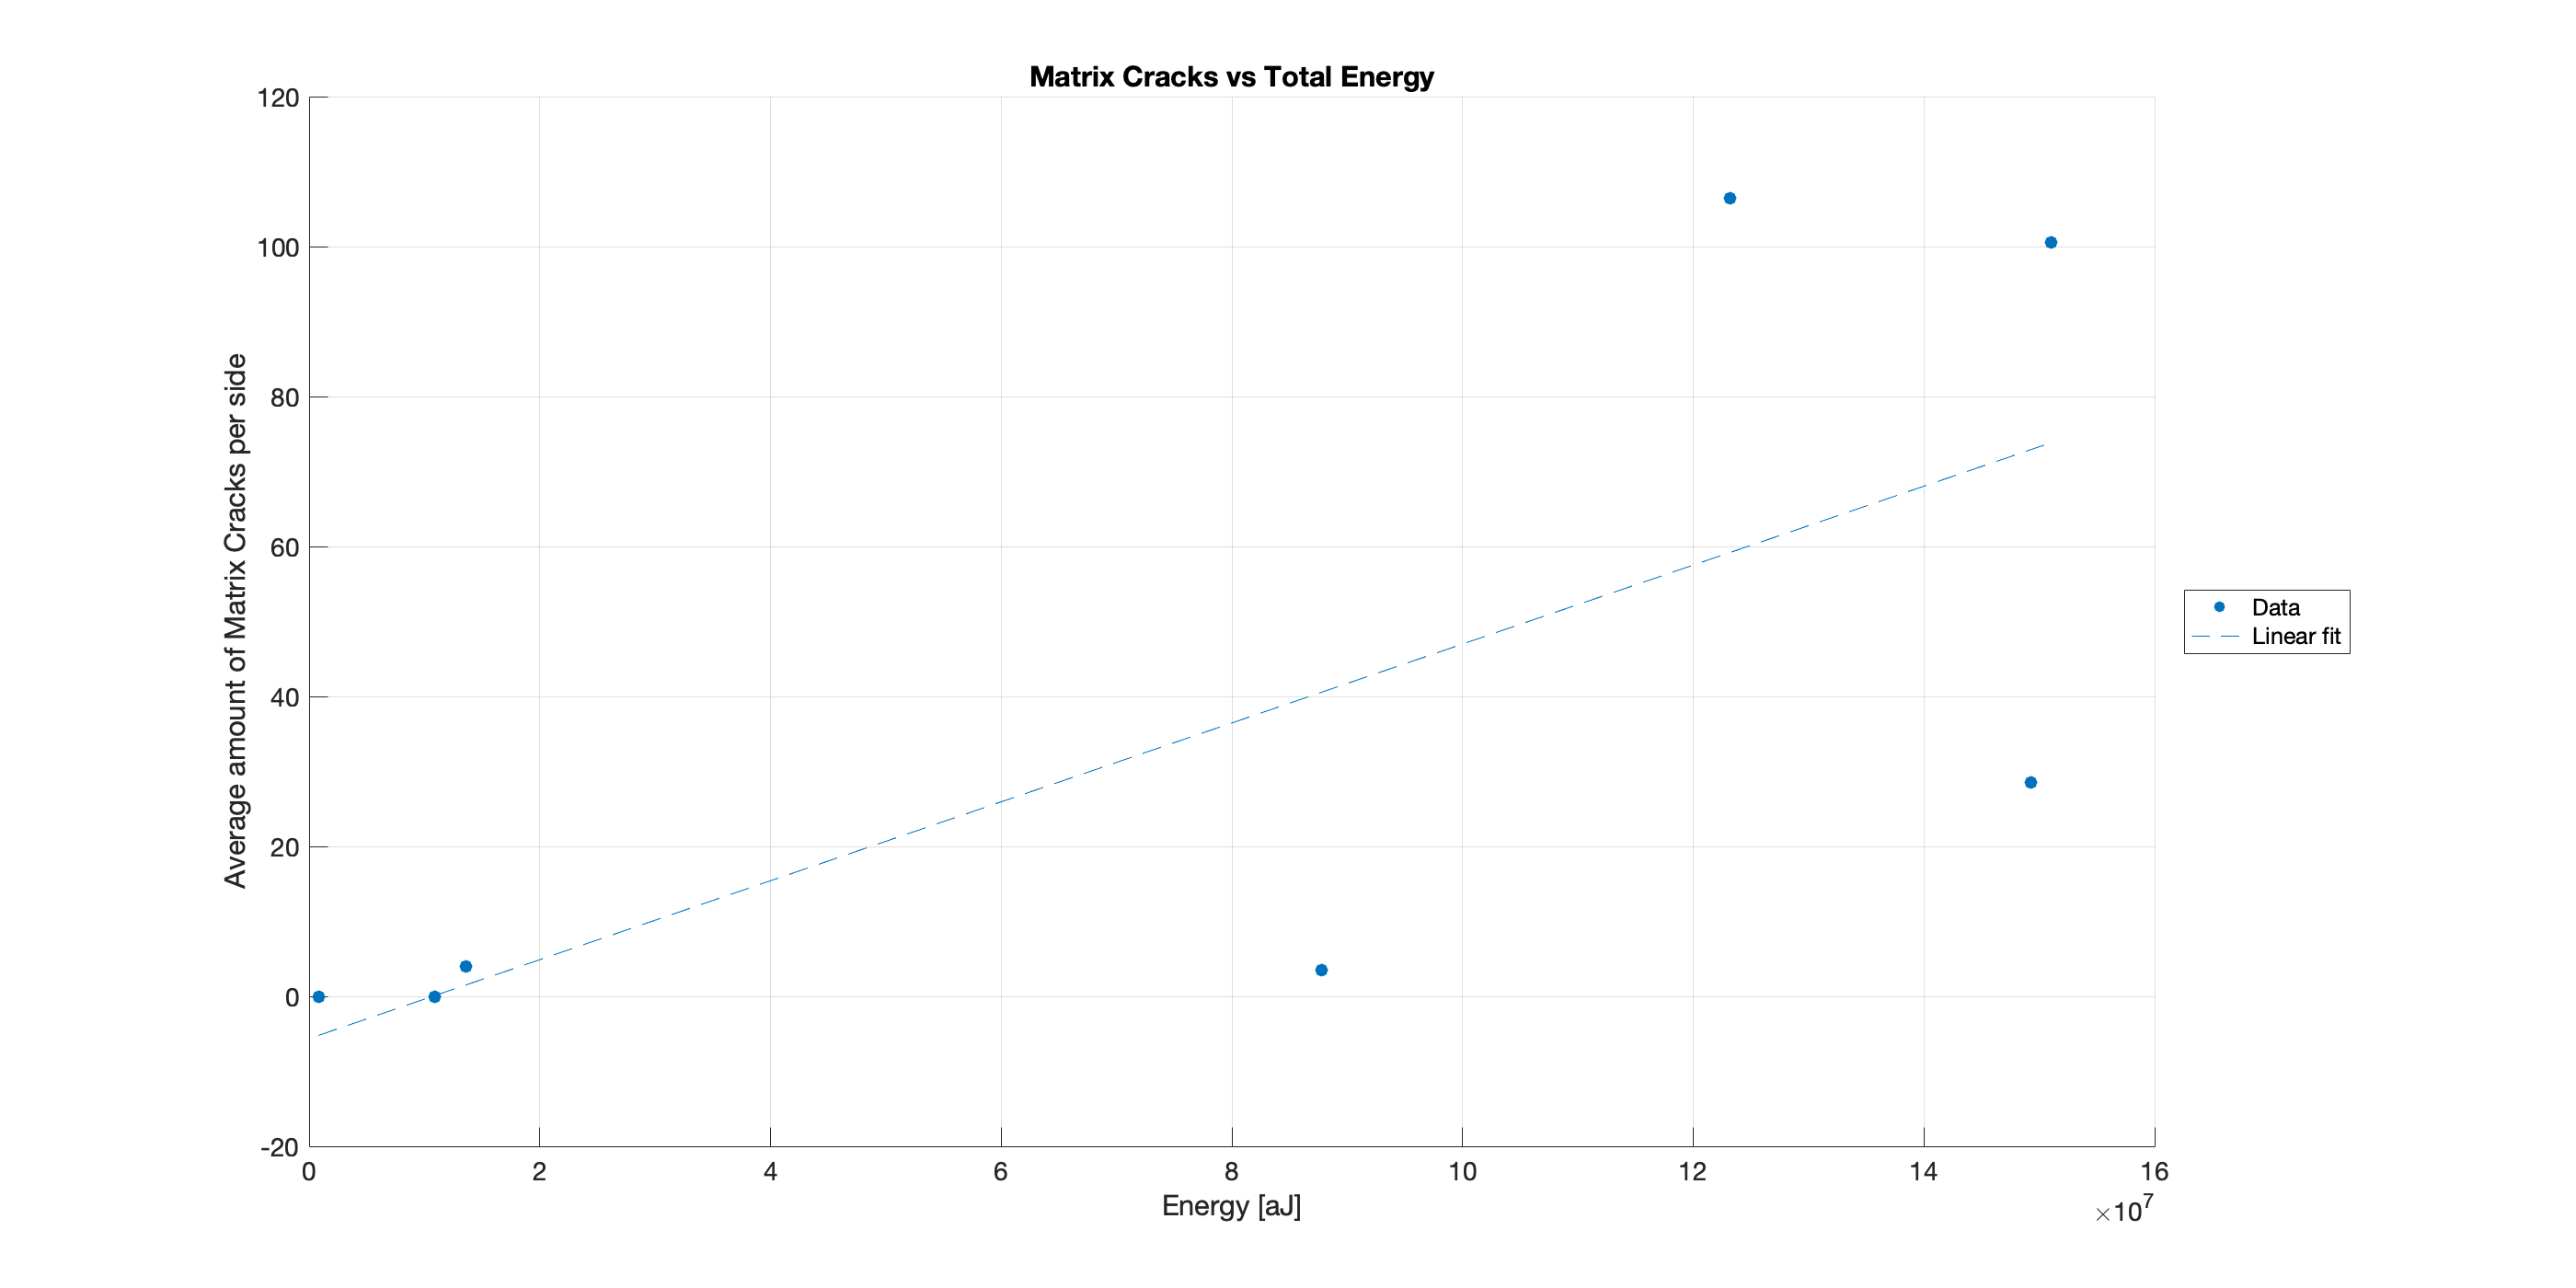 Matrix Cracks vs Total Energy
120
100
80
60
40
20
0
-20
Average amount of Matrix Cracks per side
0 2 4 6 8 10 12 14 16
×10^7
Energy [aJ]
Data
Linear fit